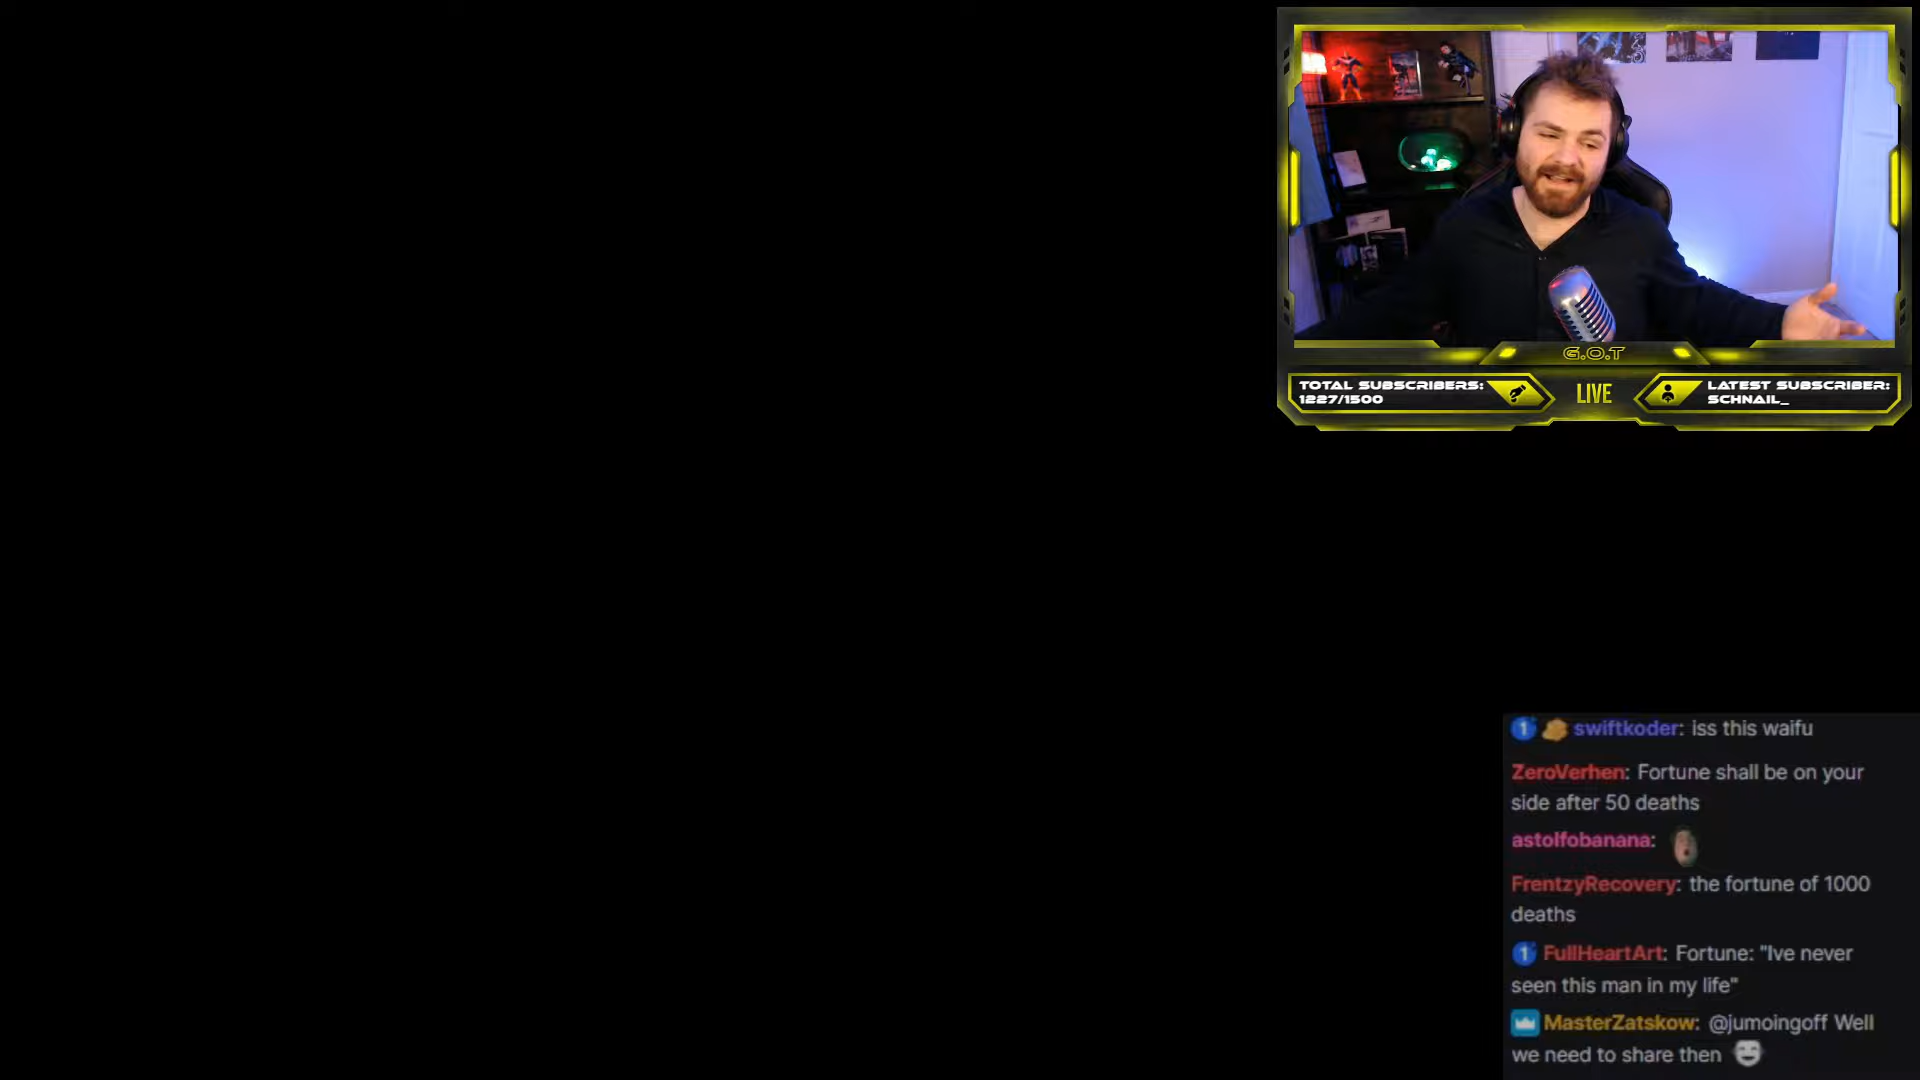 G.O.T
TOTAL SUBSCRIBERS:
1227/1500
LIVE
LATEST SUBSCRIBER:
SCHNAIL_
1 swiftkoder: iss this waifu
ZeroVerhen: Fortune shall be on your
side after 50 deaths
astolfobanana:
FrentzyRecovery: the fortune of 1000
deaths
1 FullHeartArt: Fortune: "Ive never
seen this man in my life"
MasterZatskow: @jumoingoff Well
we need to share then